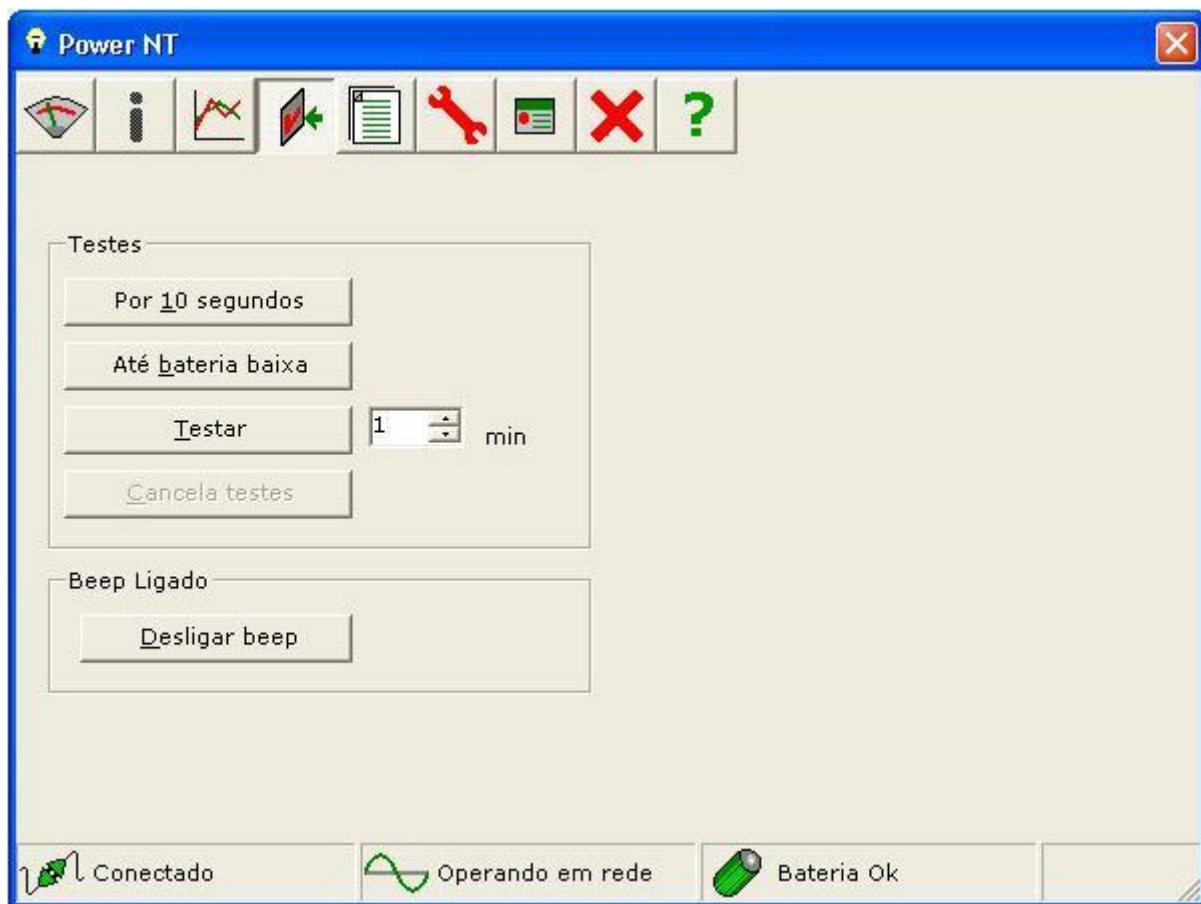 Power NT
Testes
Por 10 segundos
Até bateria baixa
Testar 1 min
Cancela testes
Beep Ligado
Desligar beep
Conectado Operando em rede Bateria Ok